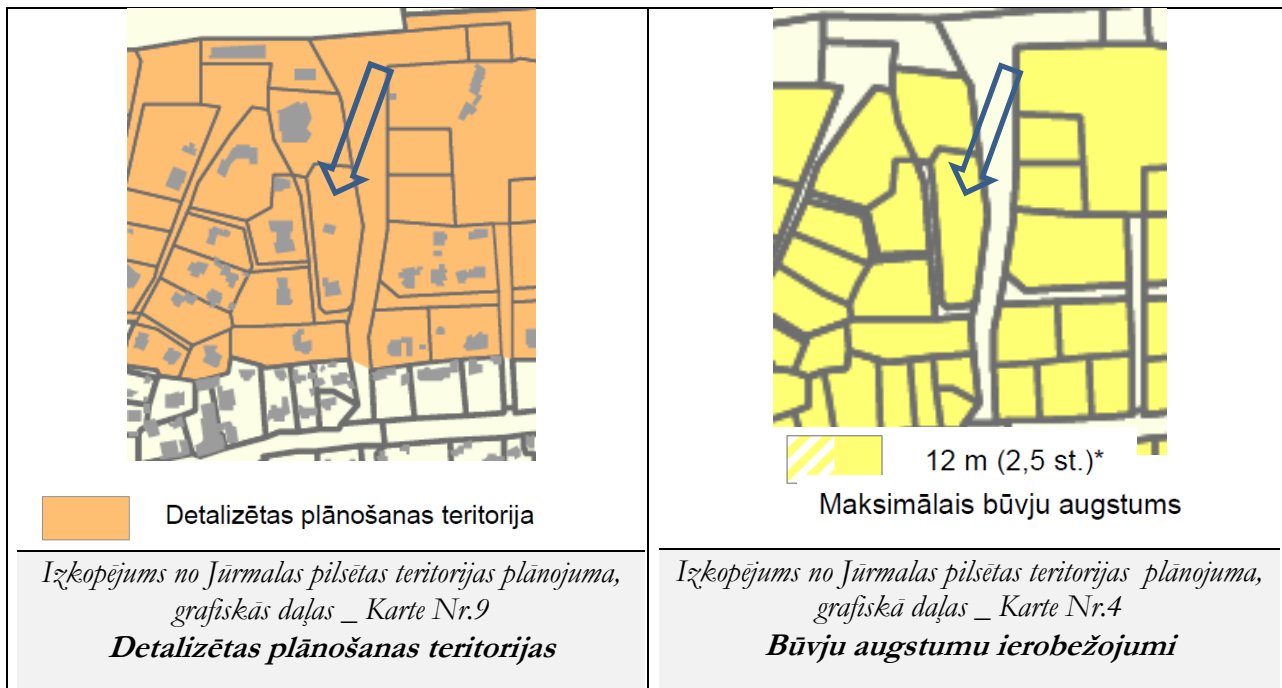 Detalizētas plānošanas teritorija
Izkopējums no Jūrmalas pilsētas teritorijas plānojuma,
grafiskās daļas _ Karte Nr.9
Detalizētas plānošanas teritorijas
12 m (2,5 st.)*
Maksimālais būvju augstums
Izkopējums no Jūrmalas pilsētas teritorijas plānojuma,
grafiskā daļas _ Karte Nr.4
Būvju augstumu ierobežojumi